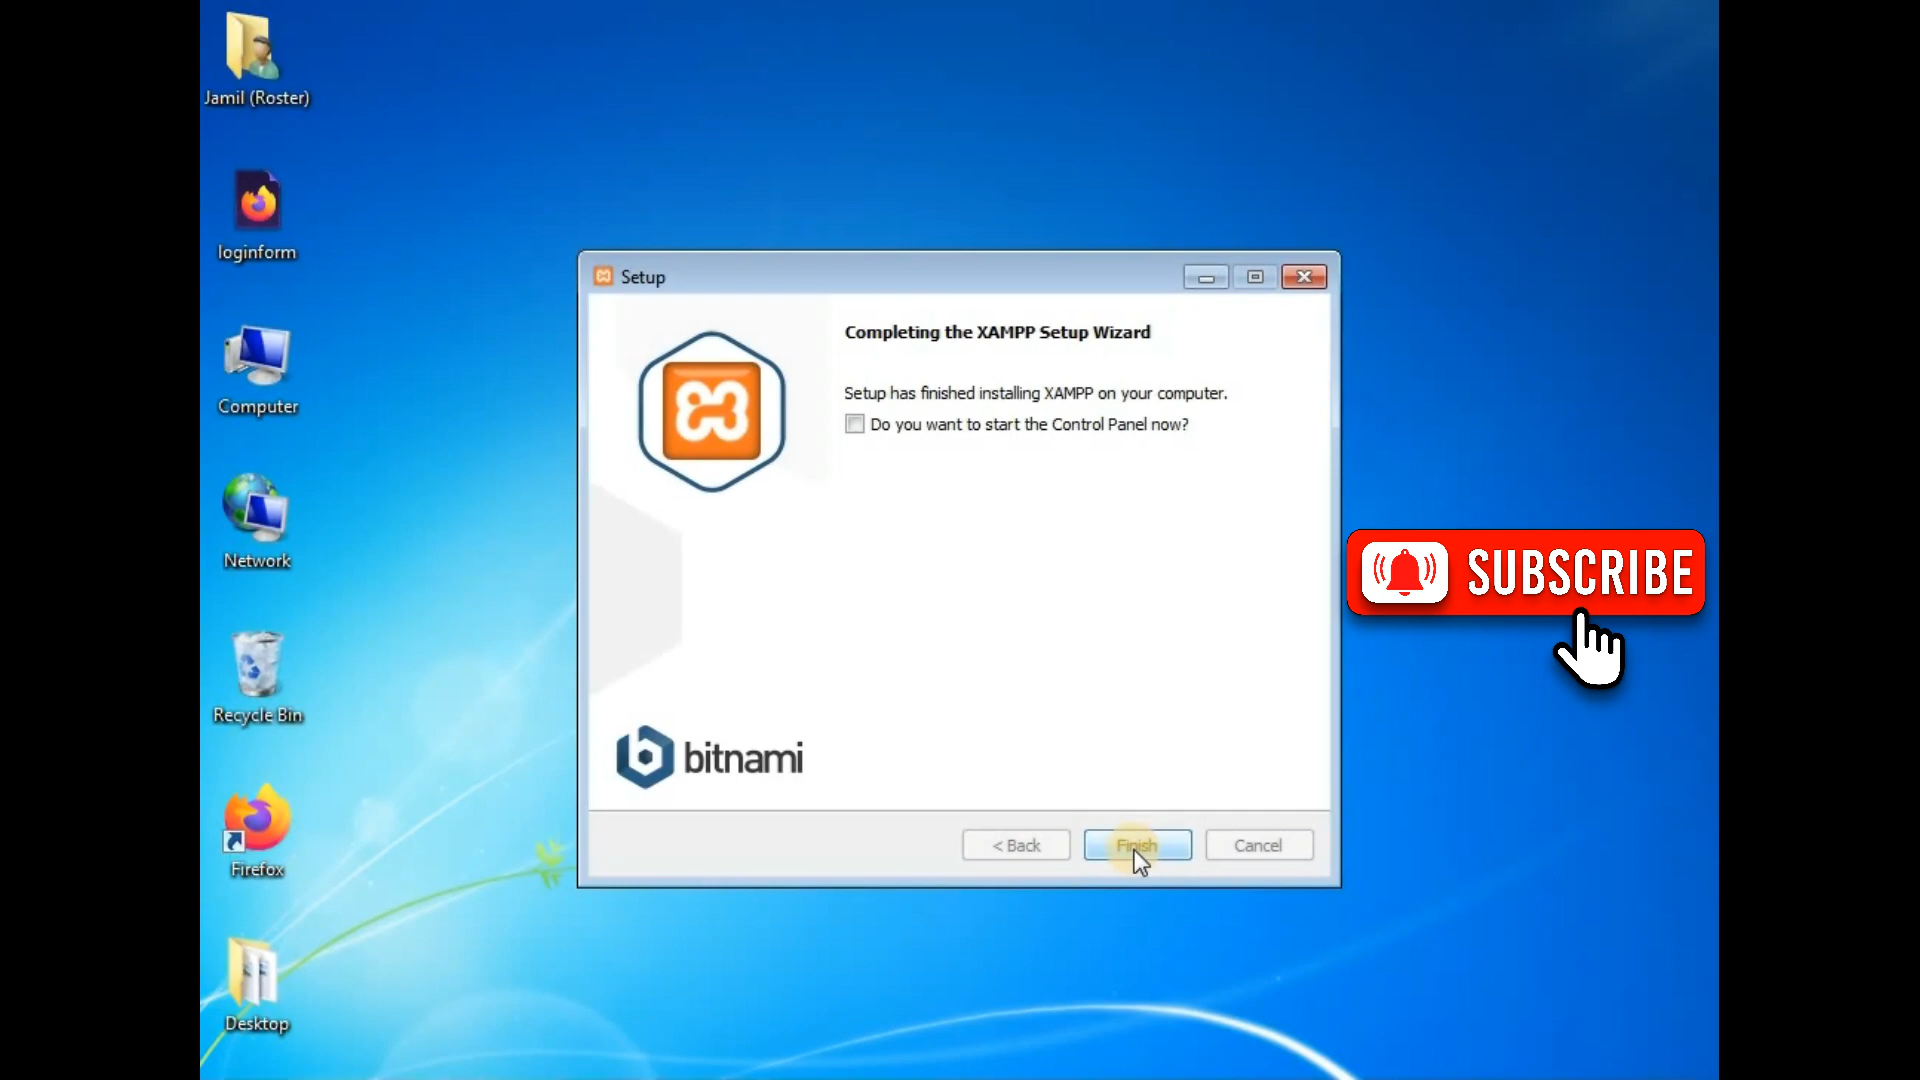 Jamil (Roster)
loginform
Computer
Network
Recycle Bin
Firefox
Desktop
Setup
Completing the XAMPP Setup Wizard
Setup has finished installing XAMPP on your computer.
Do you want to start the Control Panel now?
bitnami
< Back
Finish
Cancel
SUBSCRIBE